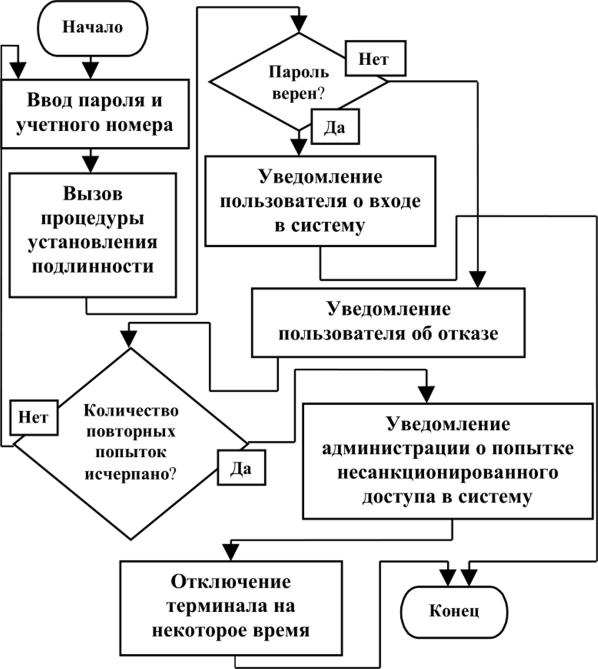 Начало
Ввод пароля и
учетного номера
Вызов
процедуры
установления
подлинности
Пароль
верен?
Нет
Да
Уведомление
пользователя о входе
в систему
Уведомление
пользователя об отказе
Количество
повторных
попыток
исчерпано?
Нет
Да
Уведомление
администрации о попытке
несанкционированного
доступа в систему
Отключение
терминала на
некоторое время
Конец